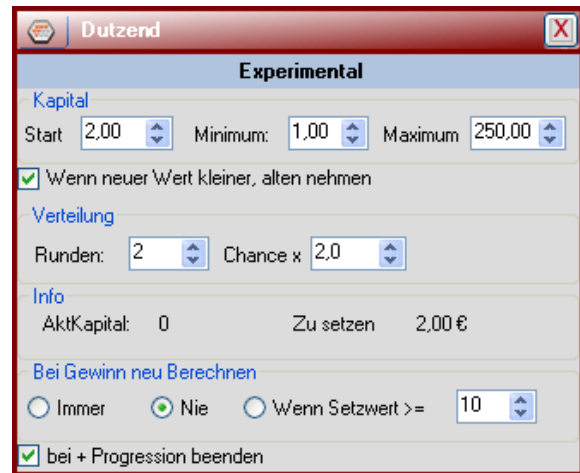 Dutzend
Experimental
Kapital
Start 2,00 Minimum: 1,00 Maximum 250,00
Wenn neuer Wert kleiner, alten nehmen
Verteilung
Runden: 2 Chance x 2,0
Info
AktKapital: 0 Zu setzen 2,00 €
Bei Gewinn neu Berechnen
Immer Nie Wenn Setzwert >= 10
bei + Progression beenden